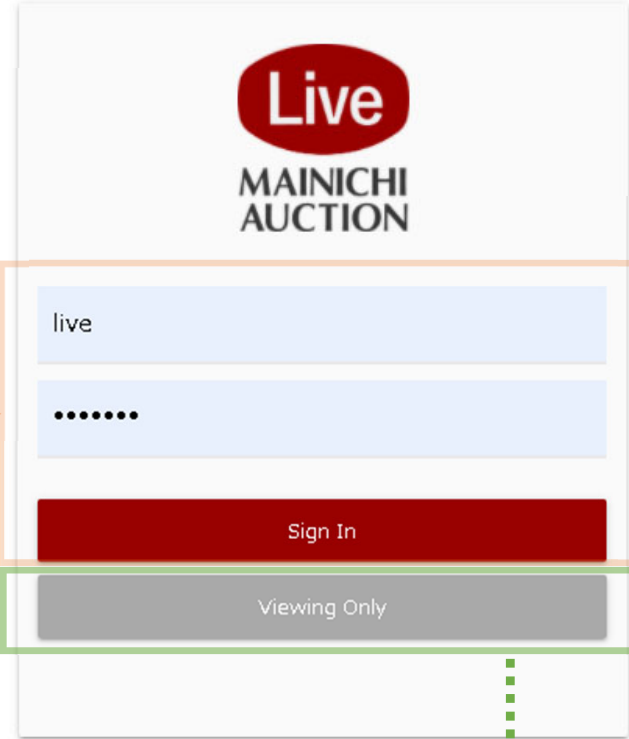 Live
MAINICHI
AUCTION
live
•••••••
Sign In
Viewing Only